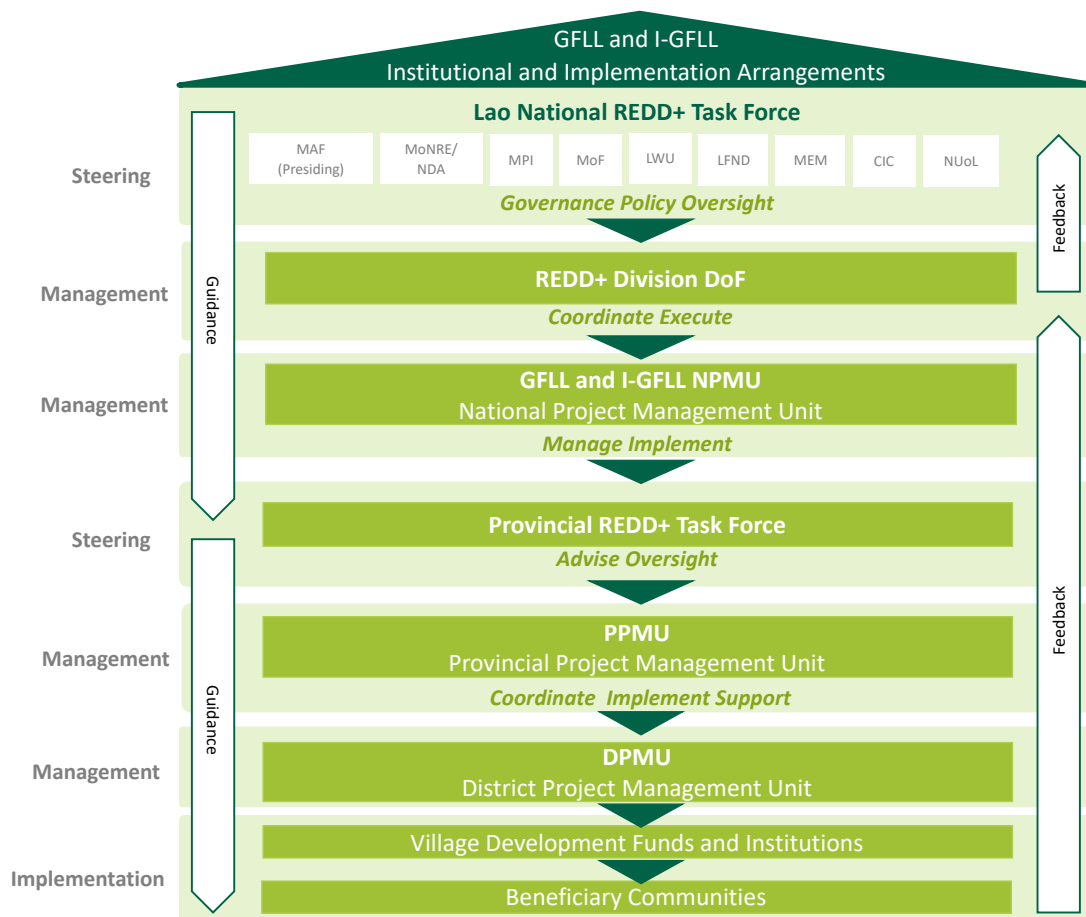 GFLL and I-GFLL
Institutional and Implementation Arrangements
Lao National REDD+ Task Force
Steering
MAF
(Presiding)
MoNRE/
NDA
MPI
MoF
LWU
LFND
MEM
CIC
NUoL
Governance Policy Oversight
Guidance
Feedback
Management
REDD+ Division DoF
Coordinate Execute
Management
GFLL and I-GFLL NPMU
National Project Management Unit
Manage Implement
Steering
Provincial REDD+ Task Force
Advise Oversight
Management
PPMU
Provincial Project Management Unit
Coordinate  Implement Support
Guidance
Feedback
Management
DPMU
District Project Management Unit
Implementation
Village Development Funds and Institutions
Beneficiary Communities